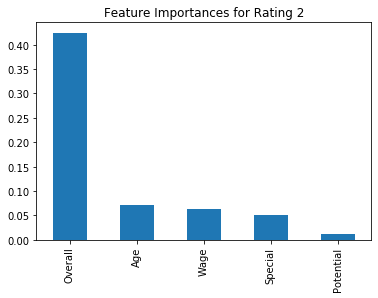 Feature Importances for Rating 2
0.40
0.35
0.30
0.25
0.20
0.15
0.10
0.05
0.00
Overall
Age
Wage
Special
Potential